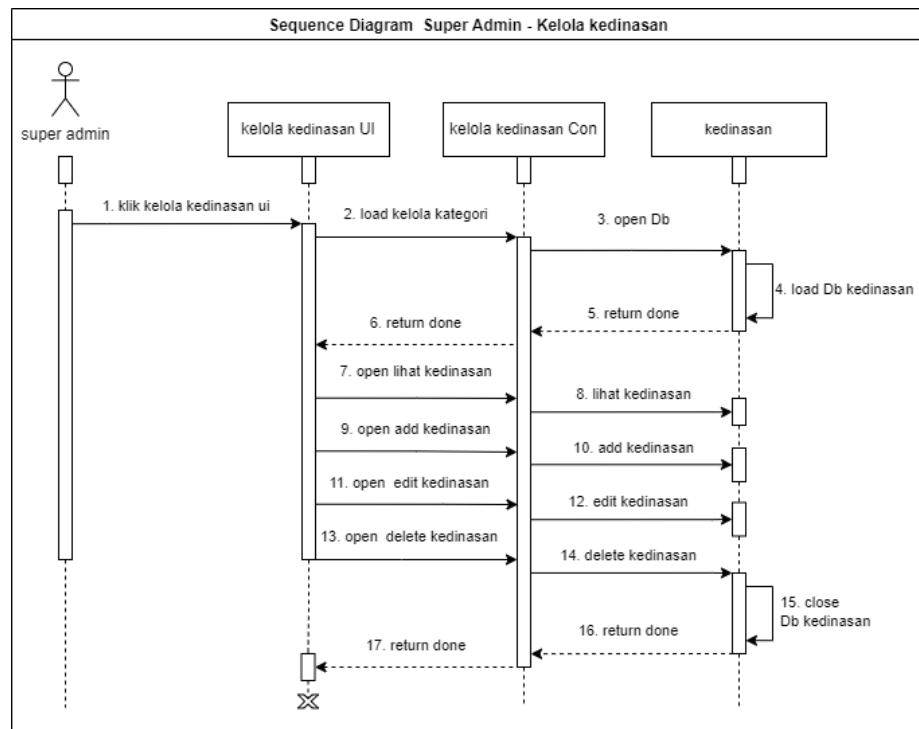 Sequence Diagram Super Admin - Kelola kedinasan
super admin
kelola kedinasan UI
kelola kedinasan Con
kedinasan
1. klik kelola kedinasan ui
2. load kelola kategori
3. open Db
4. load Db kedinasan
5. return done
6. return done
7. open lihat kedinasan
8. lihat kedinasan
9. open add kedinasan
10. add kedinasan
11. open edit kedinasan
12. edit kedinasan
13. open delete kedinasan
14. delete kedinasan
15. close
Db kedinasan
16. return done
17. return done